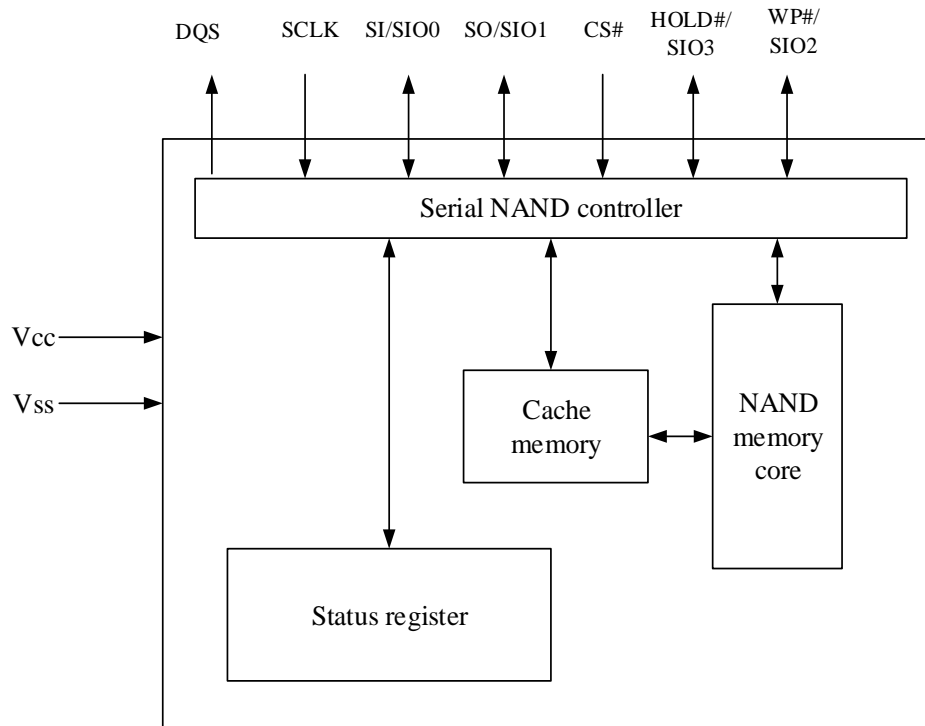 DQS
SCLK
SI/SIO0
SO/SIO1
CS#
HOLD#/
SIO3
WP#/
SIO2
Serial NAND controller
Vcc
Vss
Cache
memory
NAND
memory
core
Status register